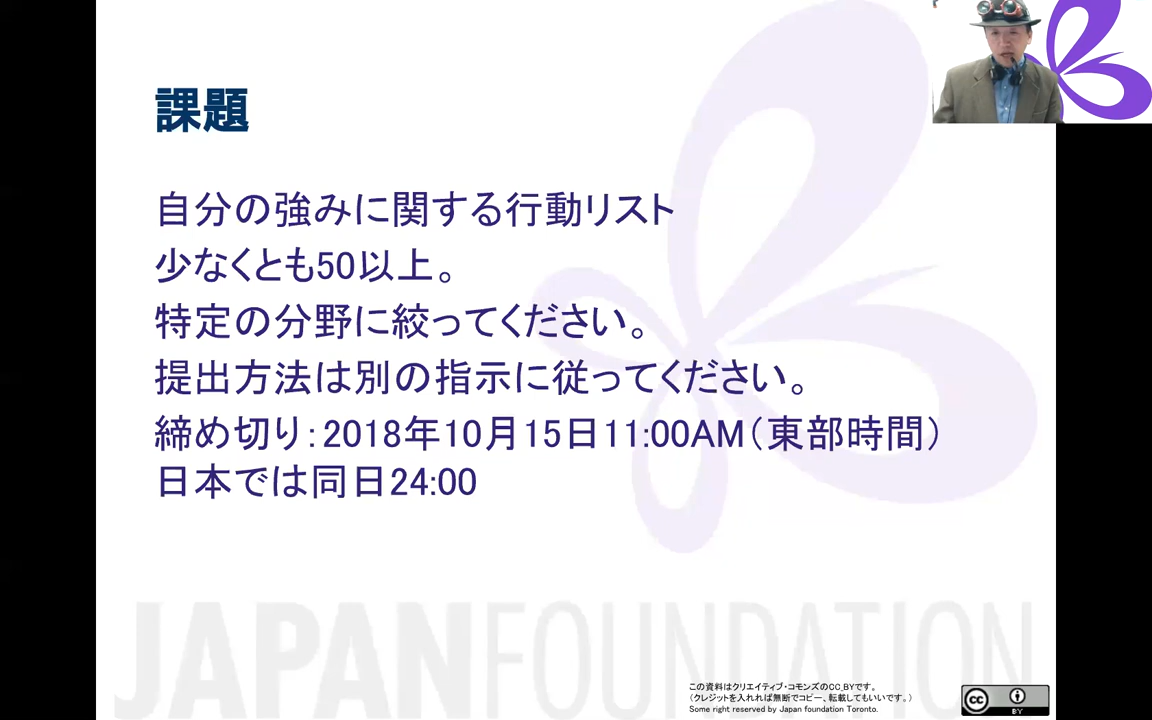 課題
自分の強みに関する行動リスト
少なくとも50以上。
特定の分野に絞ってください。
提出方法は別の指示に従ってください。
締め切り：2018年10月15日11:00AM（東部時間）
日本では同日24:00
JAPANFOUNDATION
この資料はクリエイティブ・コモンズのCC_BYです。
（クレジットを入れれば無断でコピー、転載してもいいです。）
Some right reserved by Japan foundation Toronto.
cc
BY